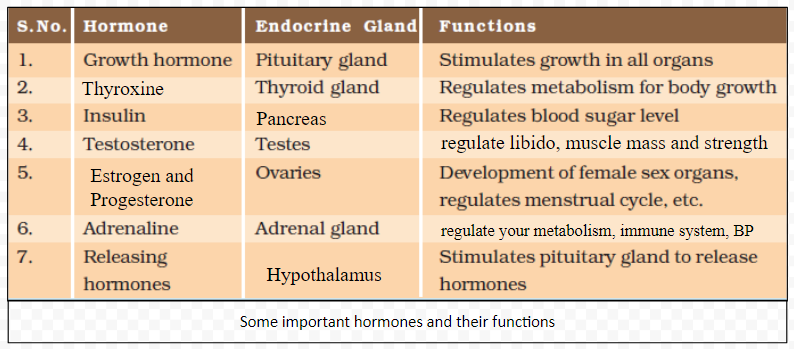 S.No. Hormone Endocrine Gland Functions
1. Growth hormone Pituitary gland Stimulates growth in all organs
2. Thyroxine Thyroid gland Regulates metabolism for body growth
3. Insulin Pancreas Regulates blood sugar level
4. Testosterone Testes regulate libido, muscle mass and strength
5. Estrogen and Ovaries Development of female sex organs,
Progesterone regulates menstrual cycle, etc.
6. Adrenaline Adrenal gland regulate your metabolism, immune system, BP
7. Releasing Hypothalamus Stimulates pituitary gland to release
hormones hormones
Some important hormones and their functions